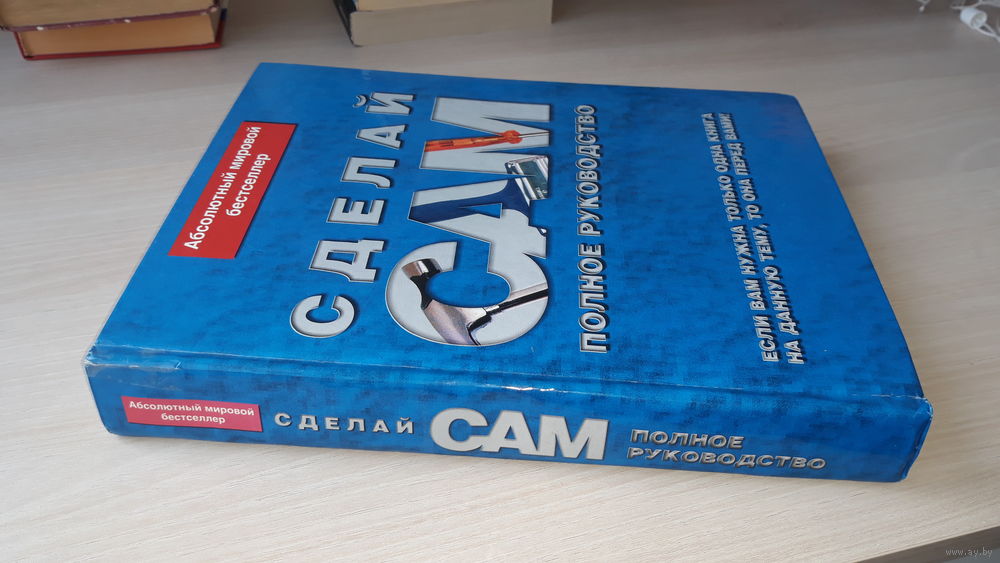 Абсолютный мировой
бестселлер
СДЕЛАЙ
САМ
ПОЛНОЕ РУКОВОДСТВО
ЕСЛИ ВАМ НУЖНА ТОЛЬКО ОДНА КНИГА
НА ДАННУЮ ТЕМУ, ТО ОНА ПЕРЕД ВАМИ!
Абсолютный мировой
бестселлер
СДЕЛАЙ САМ
ПОЛНОЕ
РУКОВОДСТВО
www.ay.by